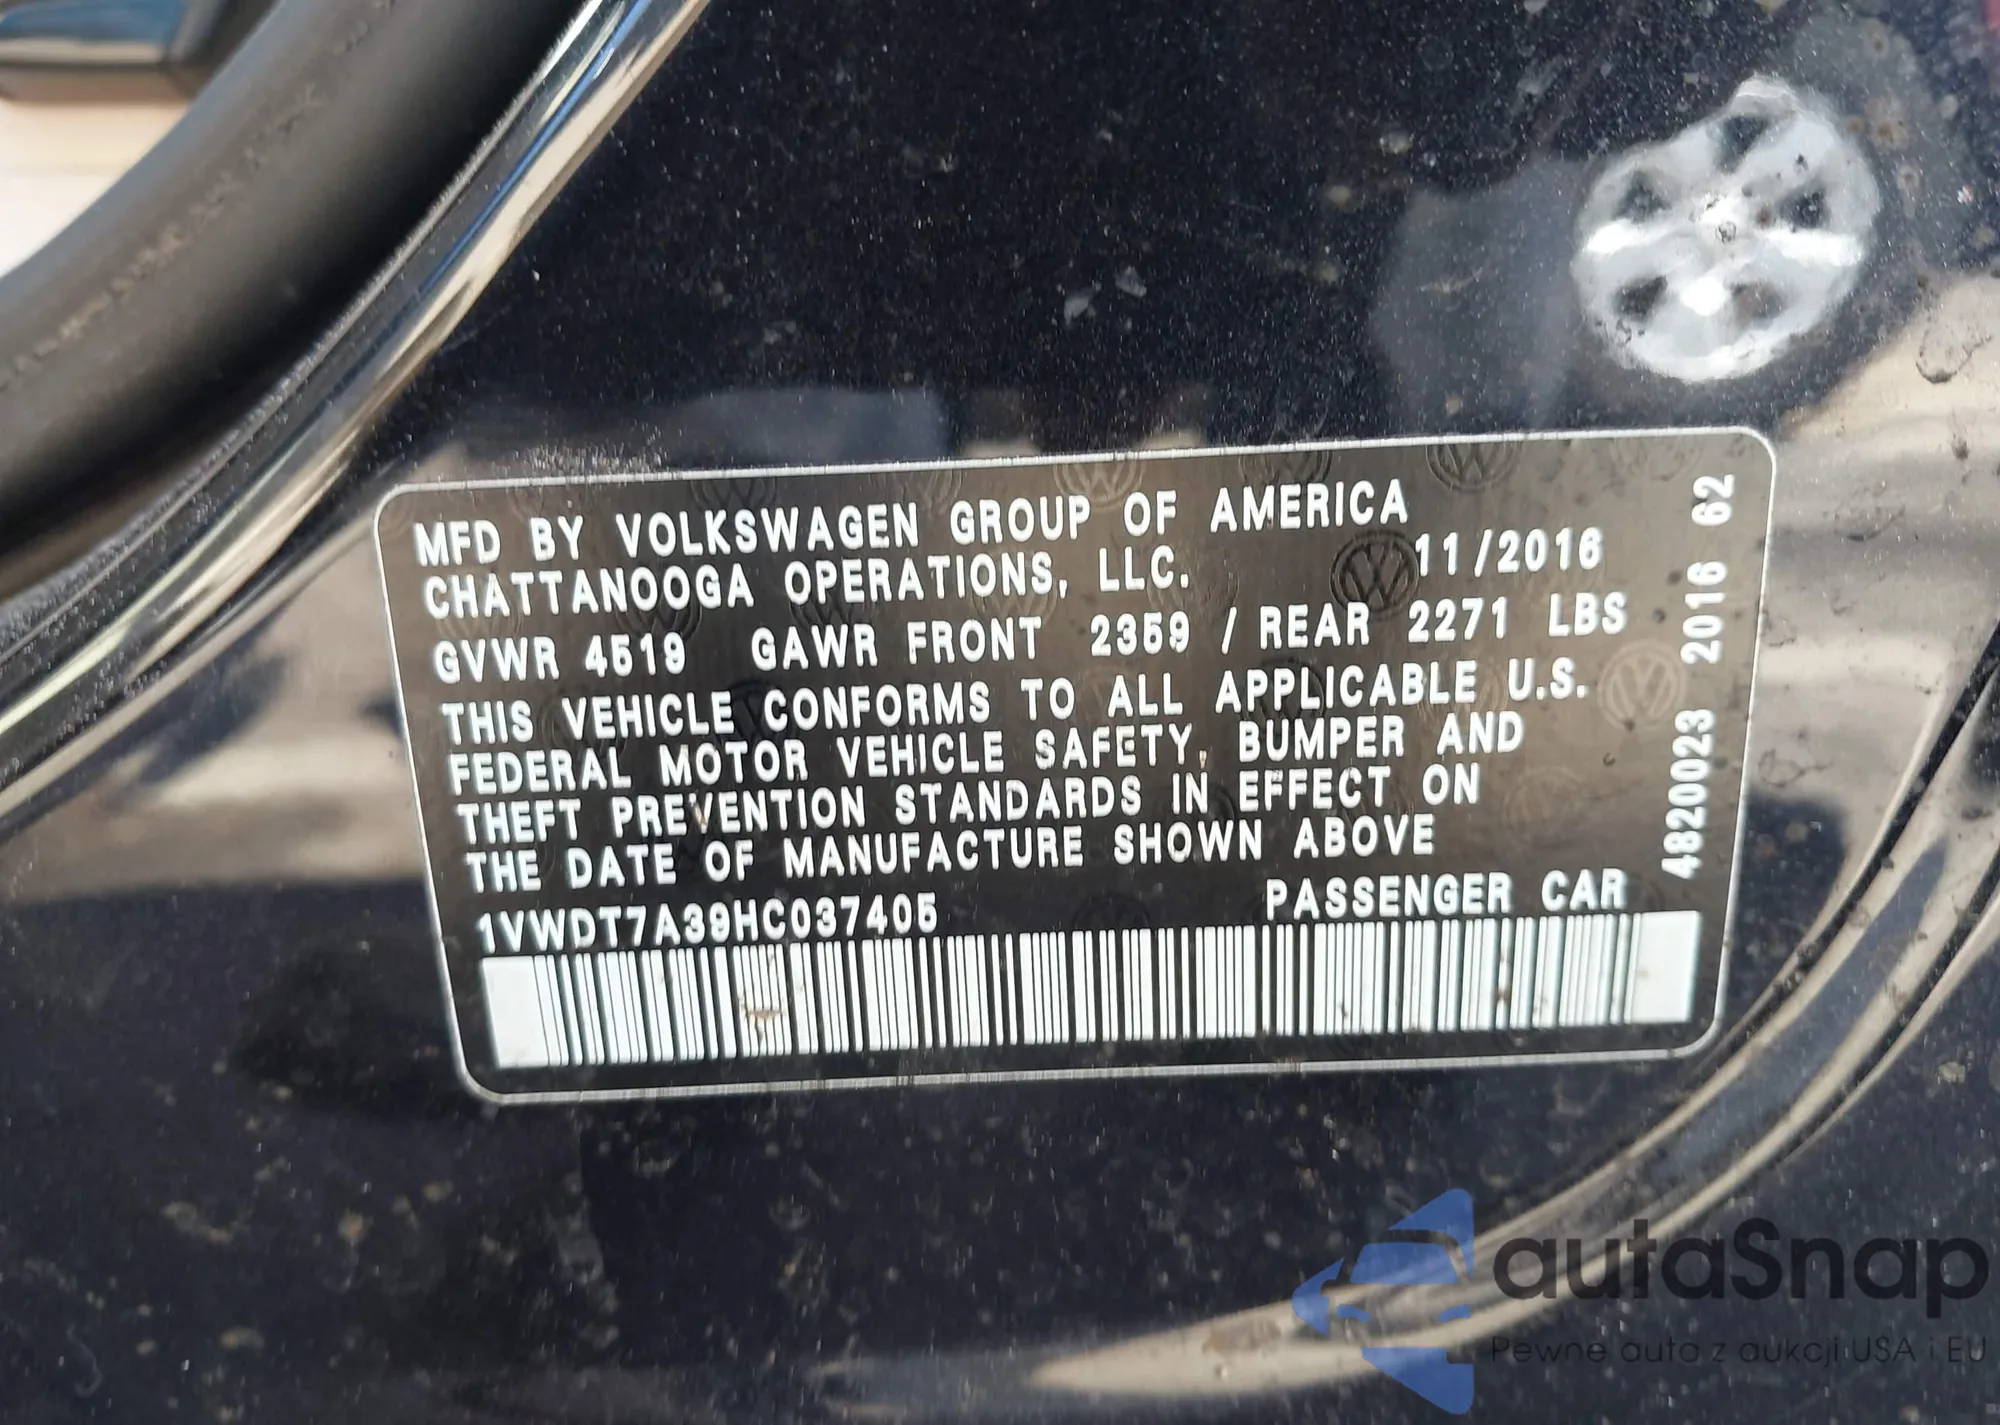 MFD BY VOLKSWAGEN GROUP OF AMERICA
CHATTANOOGA OPERATIONS, LLC. 11/2016
GVWR 4519 GAWR FRONT 2359 / REAR 2271 LBS
THIS VEHICLE CONFORMS TO ALL APPLICABLE U.S.
FEDERAL MOTOR VEHICLE SAFETY, BUMPER AND
THEFT PREVENTION STANDARDS IN EFFECT ON
THE DATE OF MANUFACTURE SHOWN ABOVE
1VWDT7A39HC037405 PASSENGER CAR
48200023 2016 62
autaSnap
Pewne auta z aukcji USA i EU